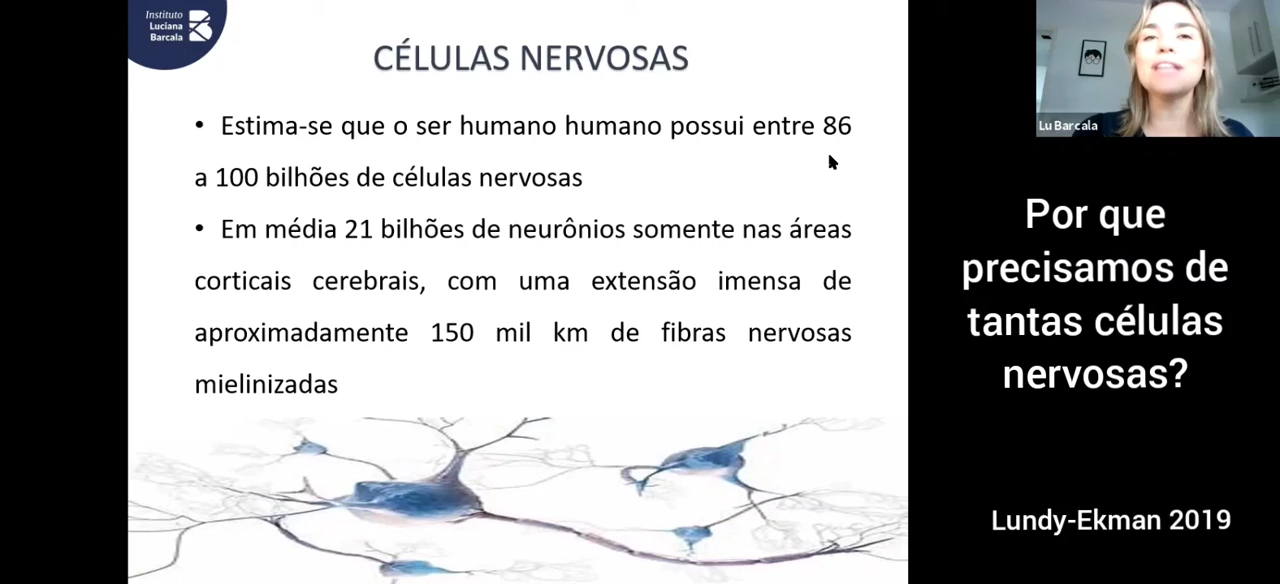 Instituto
Luciana
Barcala
CÉLULAS NERVOSAS
• Estima-se que o ser humano humano possui entre 86
a 100 bilhões de células nervosas
• Em média 21 bilhões de neurônios somente nas áreas
corticais cerebrais, com uma extensão imensa de
aproximadamente 150 mil km de fibras nervosas
mielinizadas
Lu Barcala
Por que
precisamos de
tantas células
nervosas?
Lundy-Ekman 2019